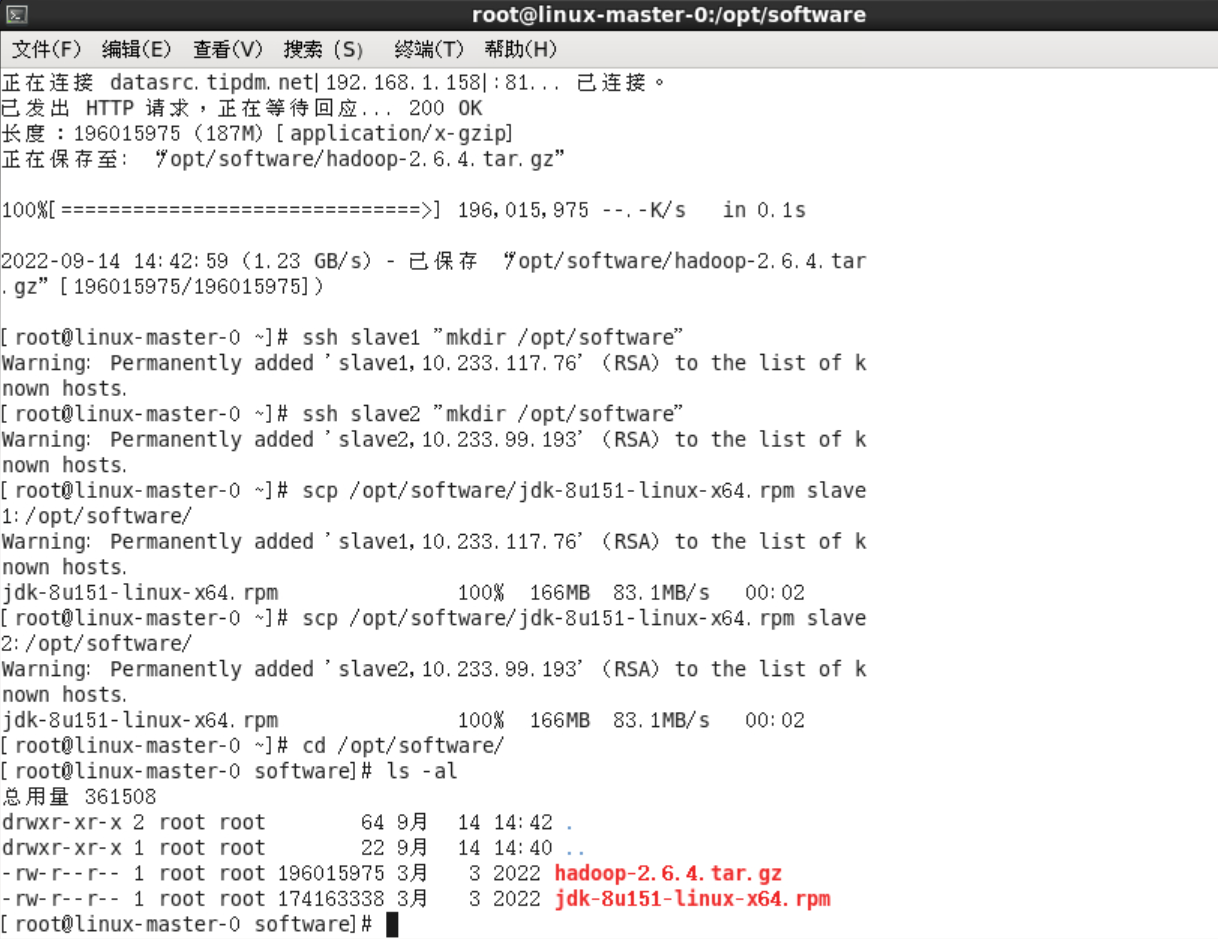 root@linux-master-0:/opt/software
文件(F) 编辑(E) 查看(V) 搜索 (S) 终端(T) 帮助(H)
正在连接 datasrc.tipdm.net|192.168.1.158|:81... 已连接。
已发出 HTTP 请求，正在等待回应... 200 OK
长度：196015975 (187M) [application/x-gzip]
正在保存至: “/opt/software/hadoop-2.6.4.tar.gz”
100%[==============================>] 196,015,975 --.-K/s in 0.1s
2022-09-14 14:42:59 (1.23 GB/s) - 已保存 “/opt/software/hadoop-2.6.4.tar
.gz” [196015975/196015975])
[root@linux-master-0 ~]# ssh slave1 "mkdir /opt/software"
Warning: Permanently added 'slave1,10.233.117.76' (RSA) to the list of k
nown hosts.
[root@linux-master-0 ~]# ssh slave2 "mkdir /opt/software"
Warning: Permanently added 'slave2,10.233.99.193' (RSA) to the list of k
nown hosts.
[root@linux-master-0 ~]# scp /opt/software/jdk-8u151-linux-x64.rpm slave
1:/opt/software/
Warning: Permanently added 'slave1,10.233.117.76' (RSA) to the list of k
nown hosts.
jdk-8u151-linux-x64.rpm 100% 166MB 83.1MB/s 00:02
[root@linux-master-0 ~]# scp /opt/software/jdk-8u151-linux-x64.rpm slave
2:/opt/software/
Warning: Permanently added 'slave2,10.233.99.193' (RSA) to the list of k
nown hosts.
jdk-8u151-linux-x64.rpm 100% 166MB 83.1MB/s 00:02
[root@linux-master-0 ~]# cd /opt/software/
[root@linux-master-0 software]# ls -al
总用量 361508
drwxr-xr-x 2 root root 64 9月 14 14:42 .
drwxr-xr-x 1 root root 22 9月 14 14:40 ..
-rw-r--r-- 1 root root 196015975 3月 3 2022 hadoop-2.6.4.tar.gz
-rw-r--r-- 1 root root 174163338 3月 3 2022 jdk-8u151-linux-x64.rpm
[root@linux-master-0 software]#